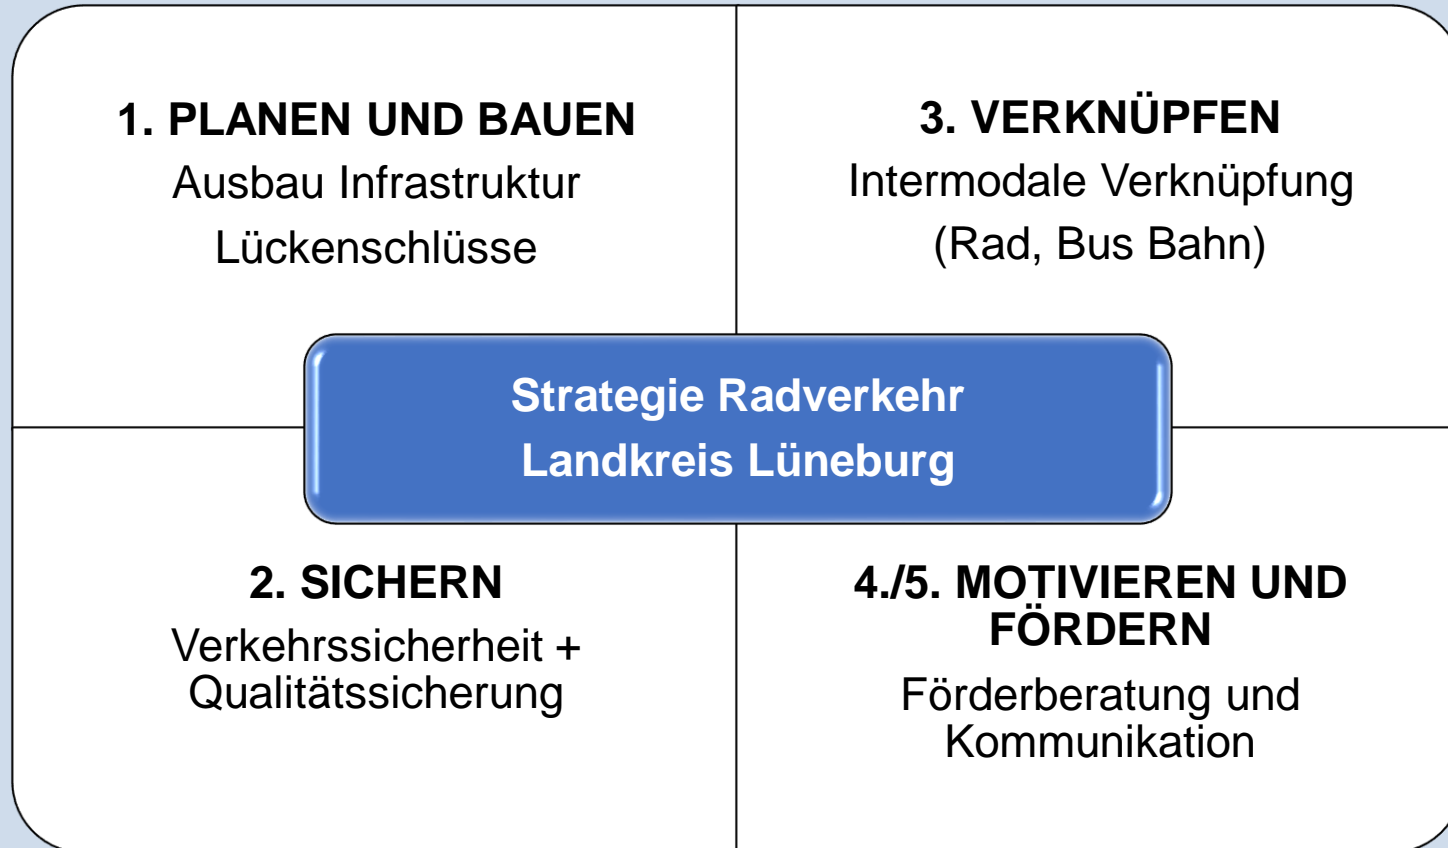 1. PLANEN UND BAUEN
Ausbau Infrastruktur
Lückenschlüsse
3. VERKNÜPFEN
Intermodale Verknüpfung
(Rad, Bus Bahn)
Strategie Radverkehr
Landkreis Lüneburg
2. SICHERN
Verkehrssicherheit +
Qualitätssicherung
4./5. MOTIVIEREN UND
FÖRDERN
Förderberatung und
Kommunikation